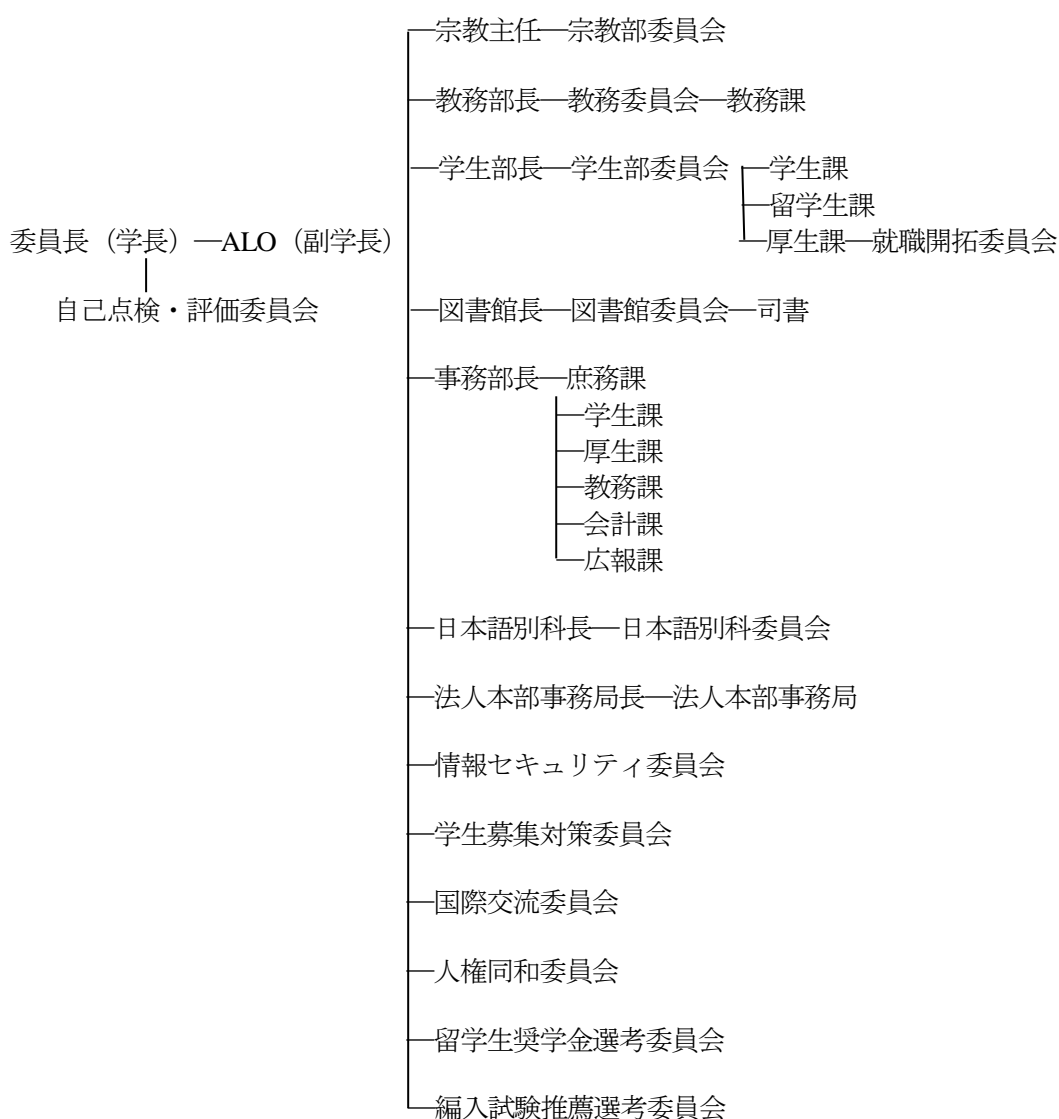 宗教主任―宗教部委員会
教務部長―教務委員会―教務課
学生部長―学生部委員会―学生課
留学生課
委員長（学長）―ALO（副学長）
厚生課―就職開拓委員会
自己点検・評価委員会
図書館長―図書館委員会―司書
事務部長―庶務課
学生課
厚生課
教務課
会計課
広報課
日本語別科長―日本語別科委員会
法人本部事務局長―法人本部事務局
情報セキュリティ委員会
学生募集対策委員会
国際交流委員会
人権同和委員会
留学生奨学金選考委員会
編入試験推薦選考委員会